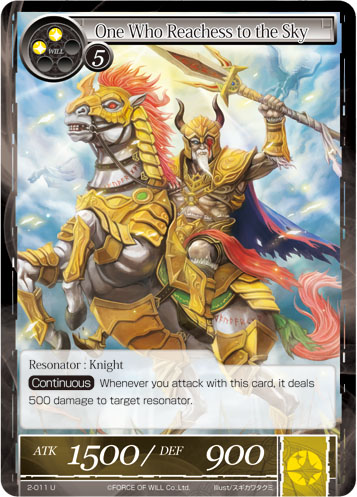 One Who Reachess to the Sky
WILL
5
Resonator : Knight
Continuous Whenever you attack with this card, it deals
500 damage to target resonator.
ATK 1500/ DEF 900
2-011 U ©FORCE OF WILL Co.Ltd. Illust/スギカワタクミ